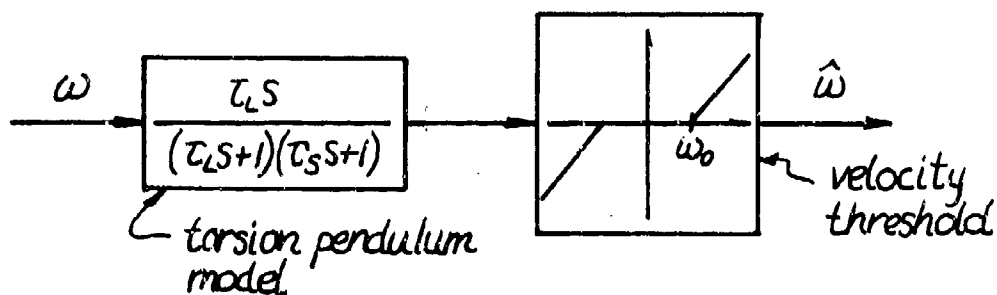 ω
τ_L S
(τ_L S+1)(τ_S S+1)
ω₀
ω̂
torsion pendulum
model
velocity
threshold